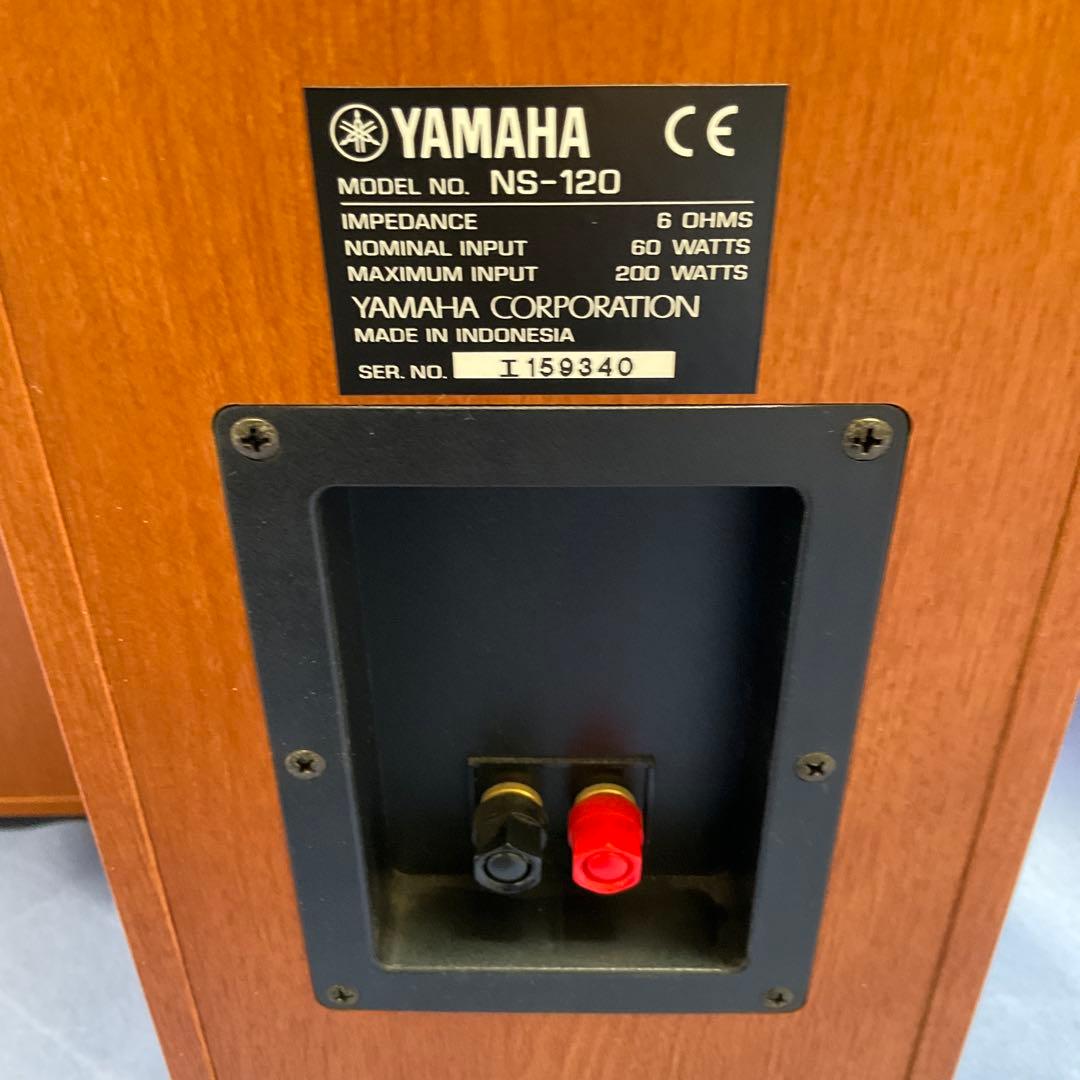 YAMAHA CE
MODEL NO. NS-120
IMPEDANCE 6 OHMS
NOMINAL INPUT 60 WATTS
MAXIMUM INPUT 200 WATTS
YAMAHA CORPORATION
MADE IN INDONESIA
SER. NO. I159340